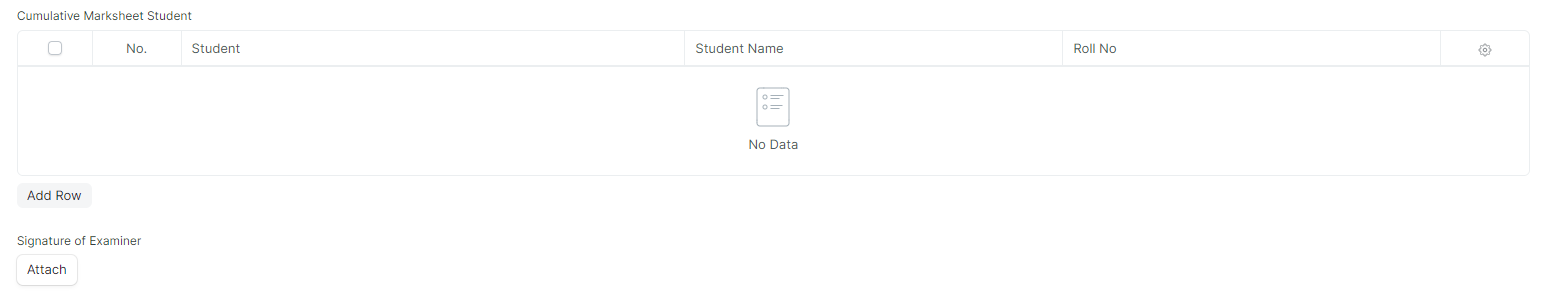 Cumulative Marksheet Student
No. Student Student Name Roll No
No Data
Add Row
Signature of Examiner
Attach